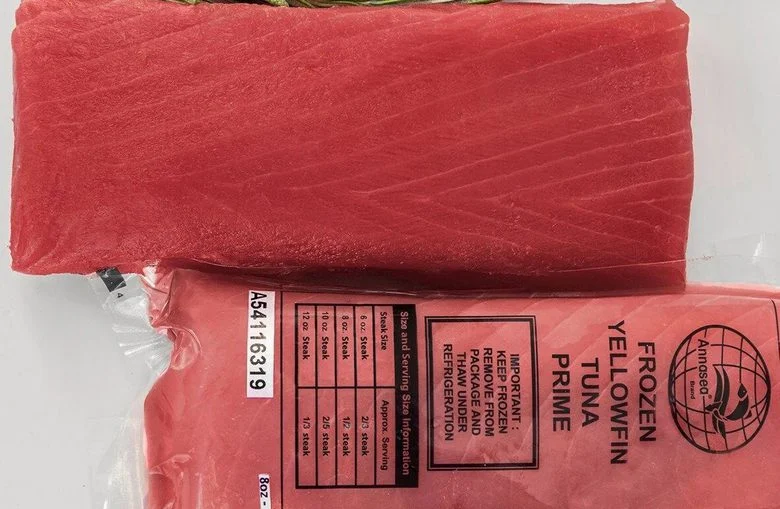 Annasea®
Brand
FROZEN
YELLOWFIN
TUNA
PRIME
IMPORTANT:
KEEP FROZEN
REMOVE FROM
PACKAGE AND
THAW UNDER
REFRIGERATION
Size and Serving Size Information
Steak Size Approx. Serving
6 oz. Steak 2/3 steak
8 oz. Steak 1/2 steak
10 oz. Steak 2/5 steak
12 oz. Steak 1/3 steak
A54116319
8oz -
4